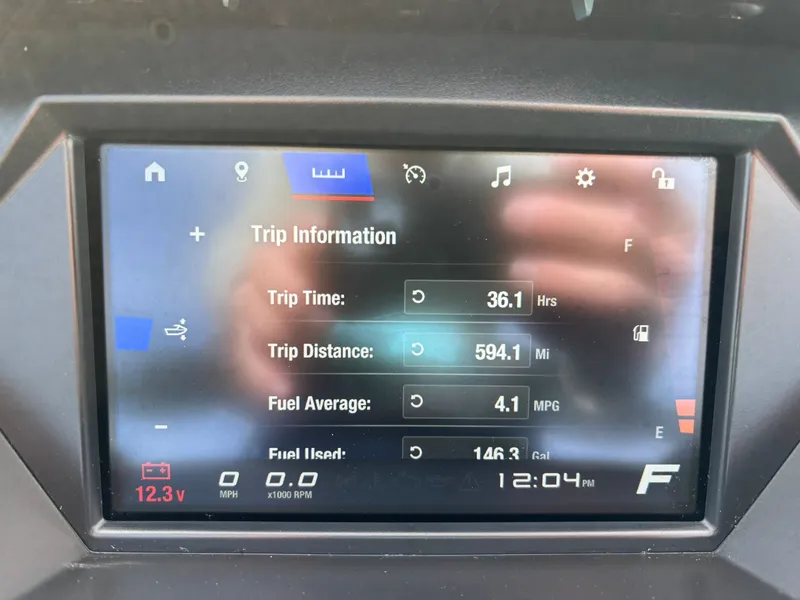 Trip Information
F
Trip Time: 36.1 Hrs
Trip Distance: 594.1 Mi
Fuel Average: 4.1 MPG
E
Fuel Used: 146.3 Gal
12.3 V
0 MPH
0.0 x1000 RPM
12:04 PM
F